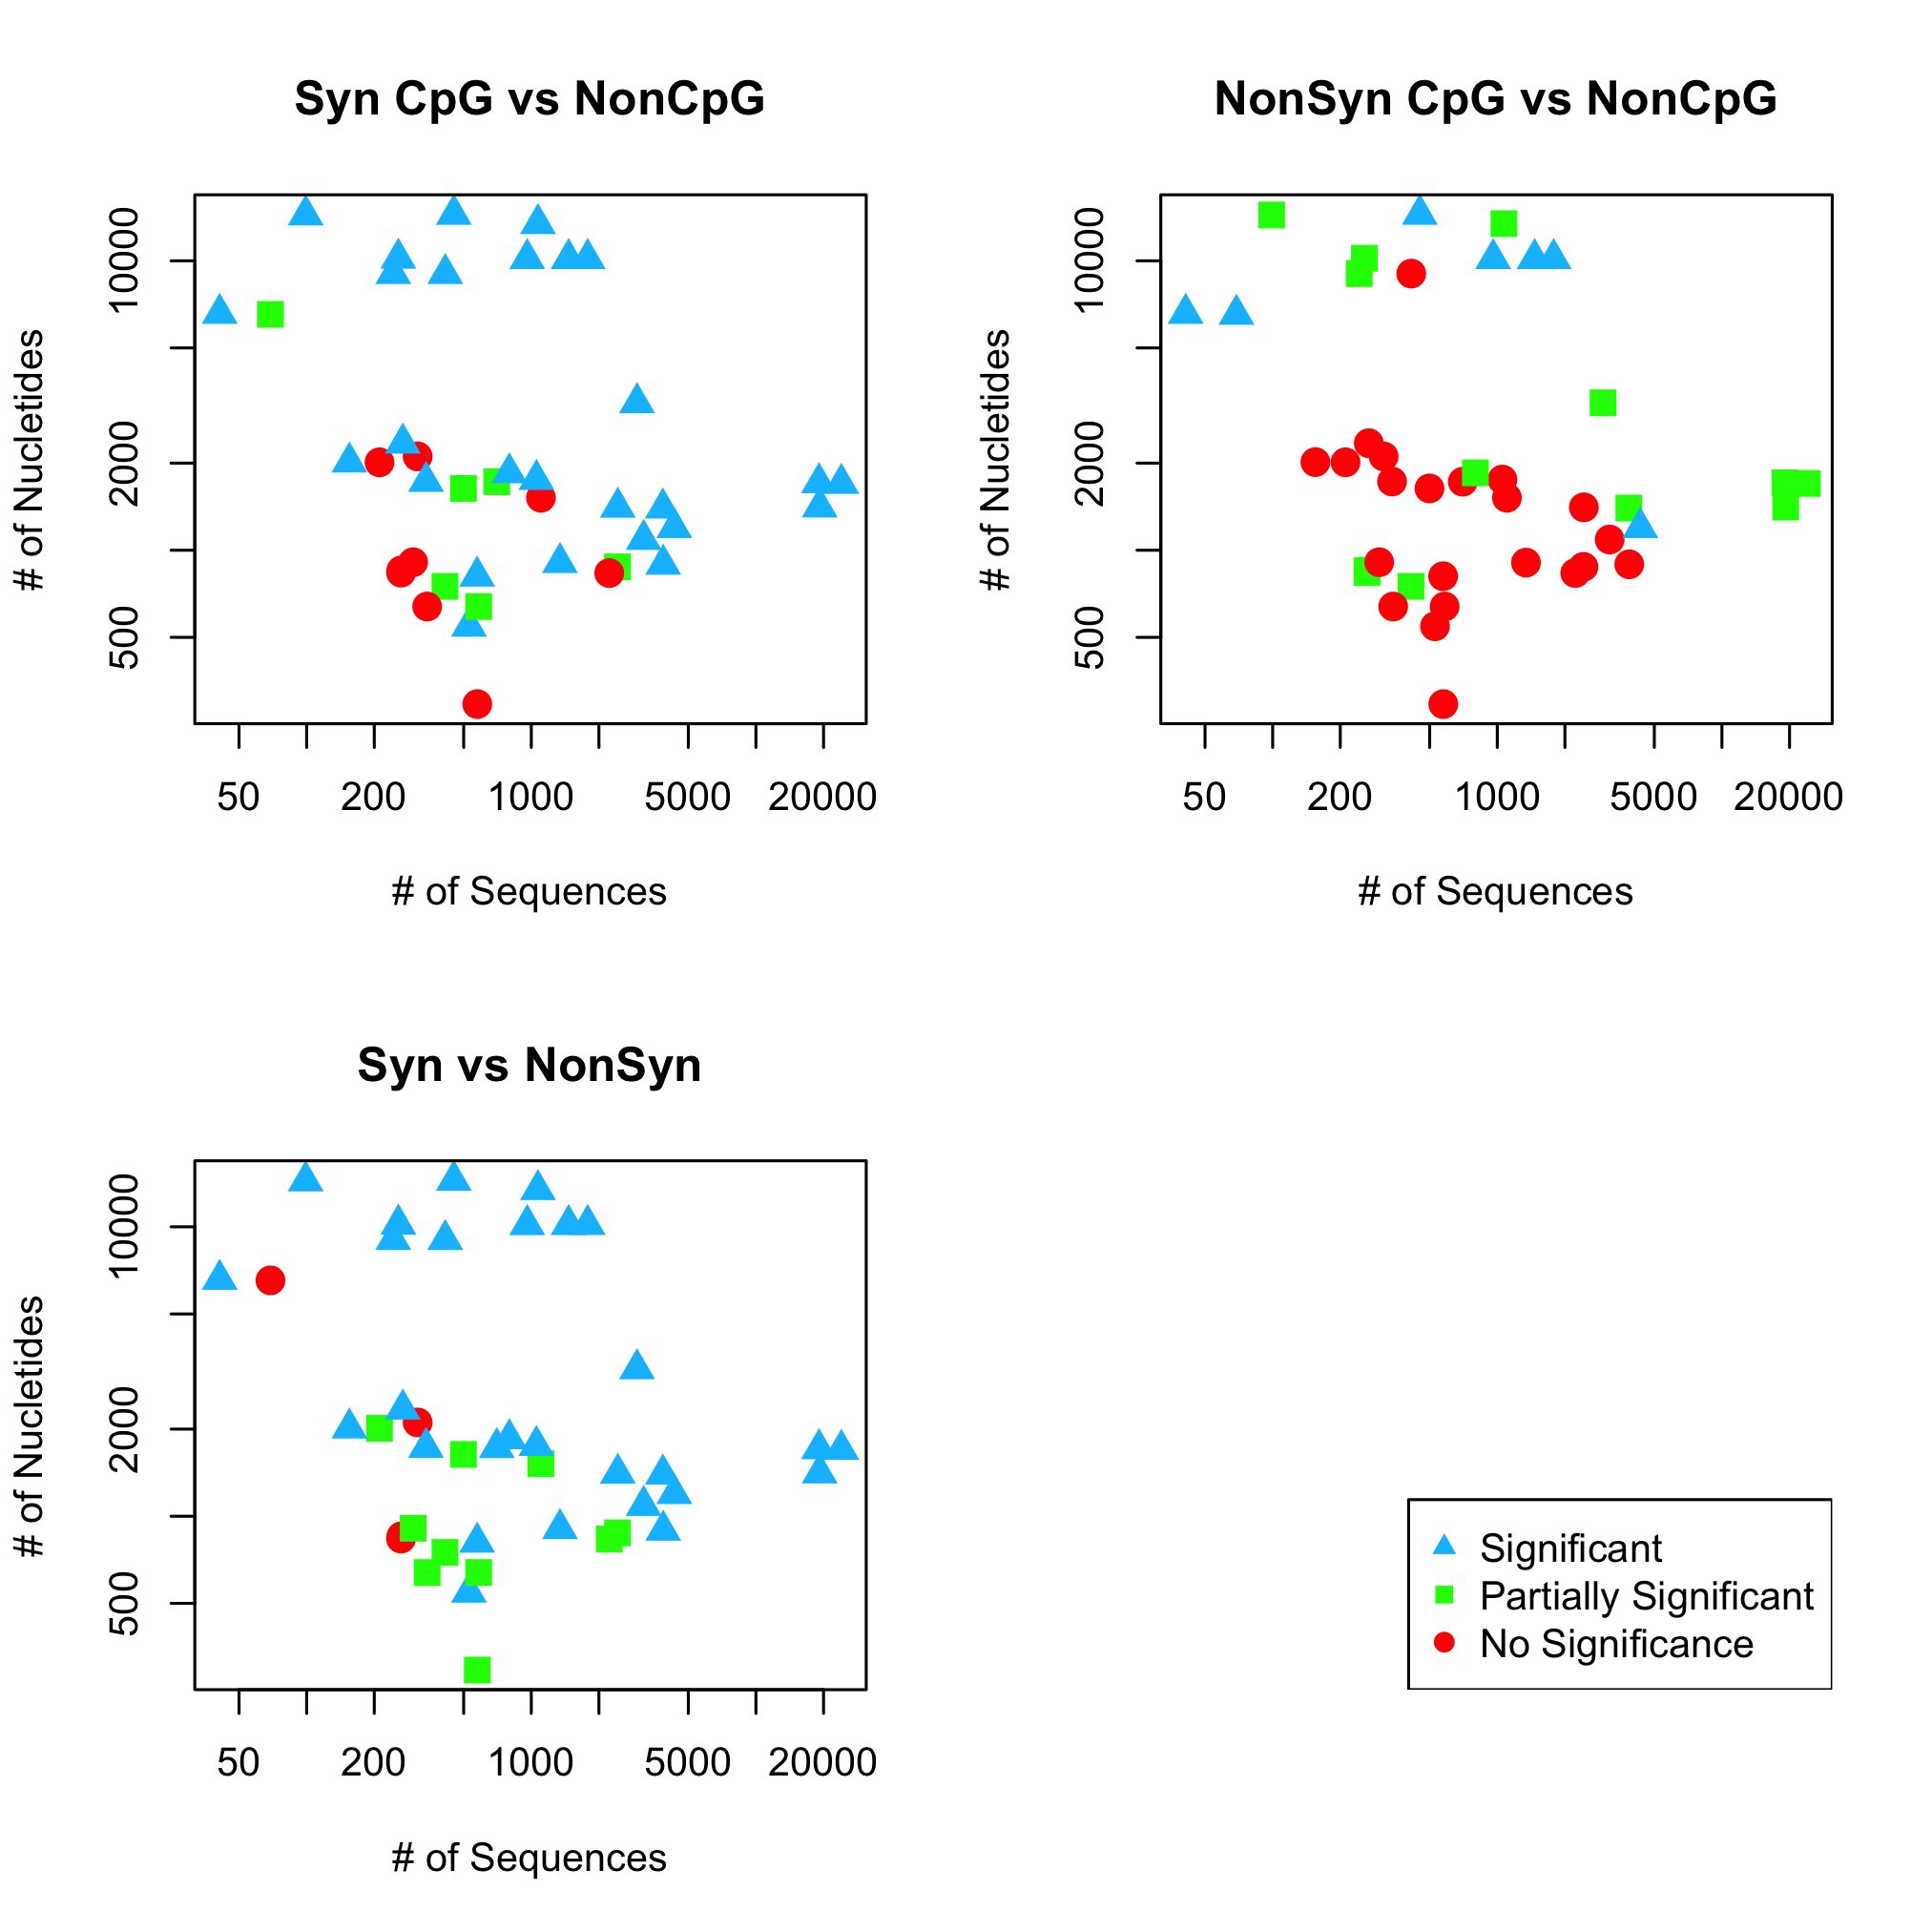 Syn CpG vs NonCpG
# of Nucletides
10000
2000
500
50 200 1000 5000 20000
# of Sequences
NonSyn CpG vs NonCpG
# of Nucletides
10000
2000
500
50 200 1000 5000 20000
# of Sequences
Syn vs NonSyn
# of Nucletides
10000
2000
500
50 200 1000 5000 20000
# of Sequences
Significant
Partially Significant
No Significance